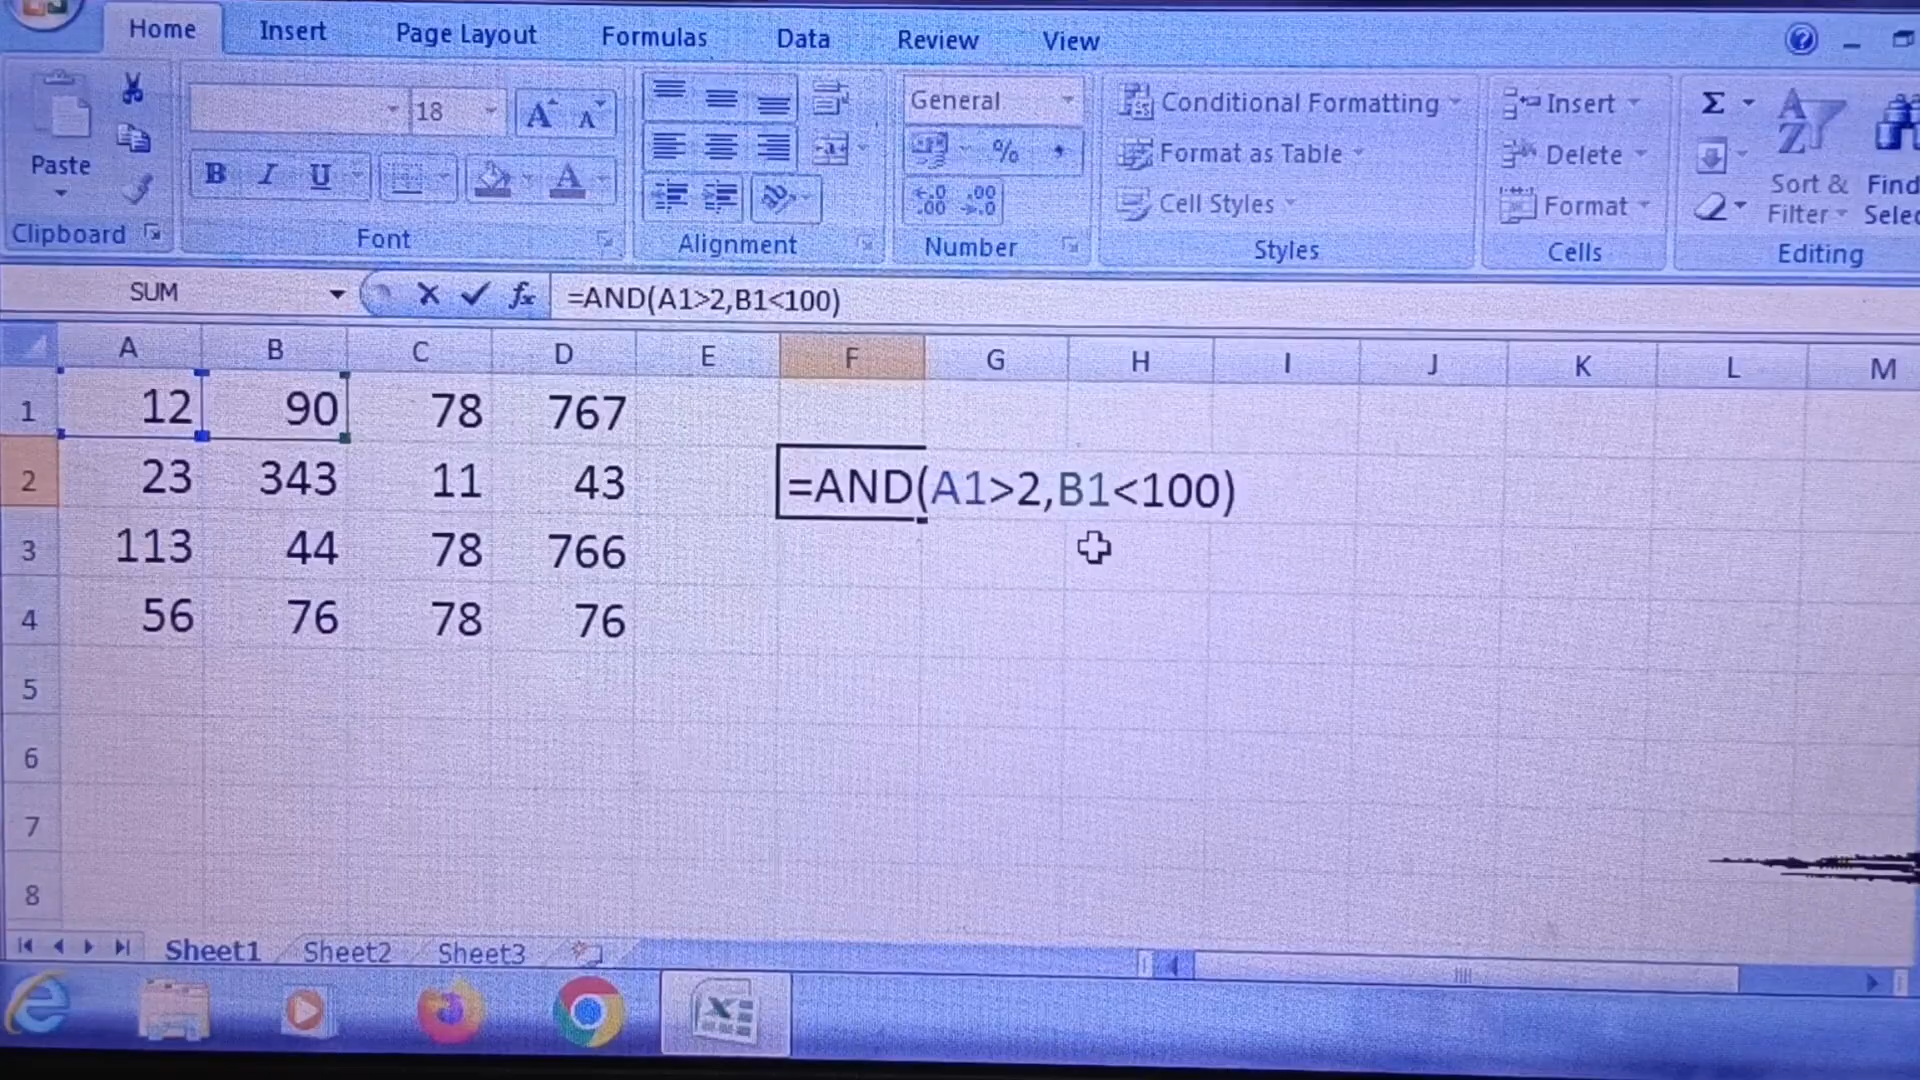 Home Insert Page Layout Formulas Data Review View
Paste
18
General
Conditional Formatting
Format as Table
Cell Styles
Insert
Delete
Format
Σ
Sort &
Filter
Find
B I U
%
Clipboard Font Alignment Number Styles Cells Editing
SUM fx =AND(A1>2,B1<100)
A B C D E F G H I J K L M
1 12 90 78 767
2 23 343 11 43 =AND(A1>2,B1<100)
3 113 44 78 766
4 56 76 78 76
5
6
7
8
Sheet1 Sheet2 Sheet3